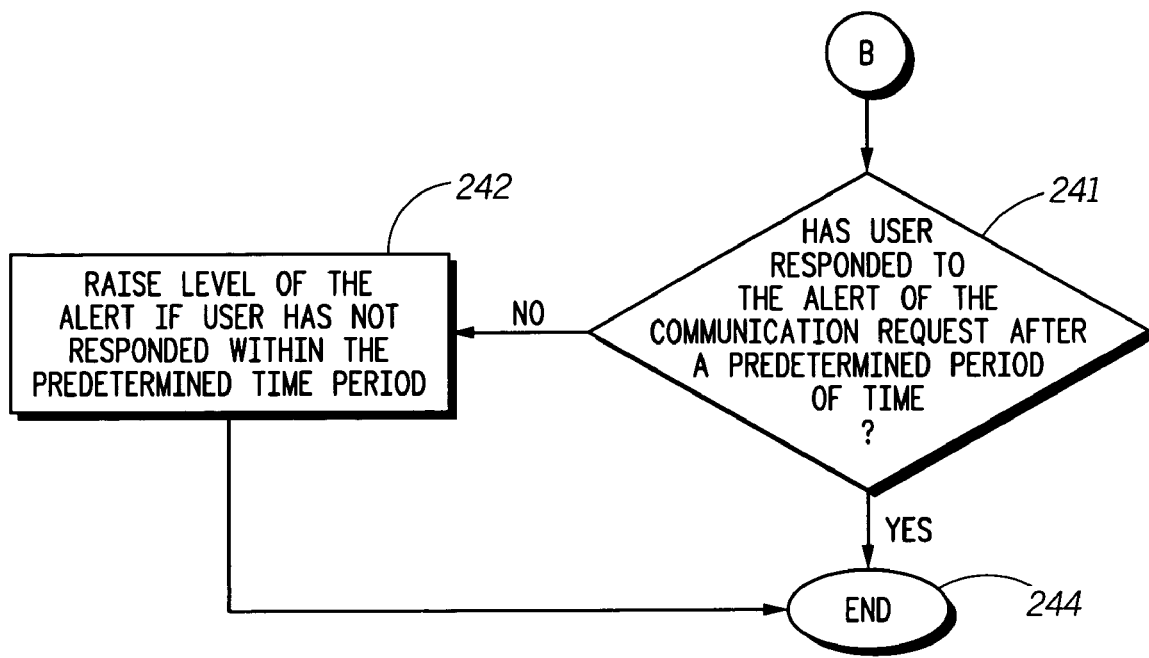 B
241
HAS USER
RESPONDED TO
THE ALERT OF THE
COMMUNICATION REQUEST AFTER
A PREDETERMINED PERIOD
OF TIME
?
NO
242
RAISE LEVEL OF THE
ALERT IF USER HAS NOT
RESPONDED WITHIN THE
PREDETERMINED TIME PERIOD
YES
END
244